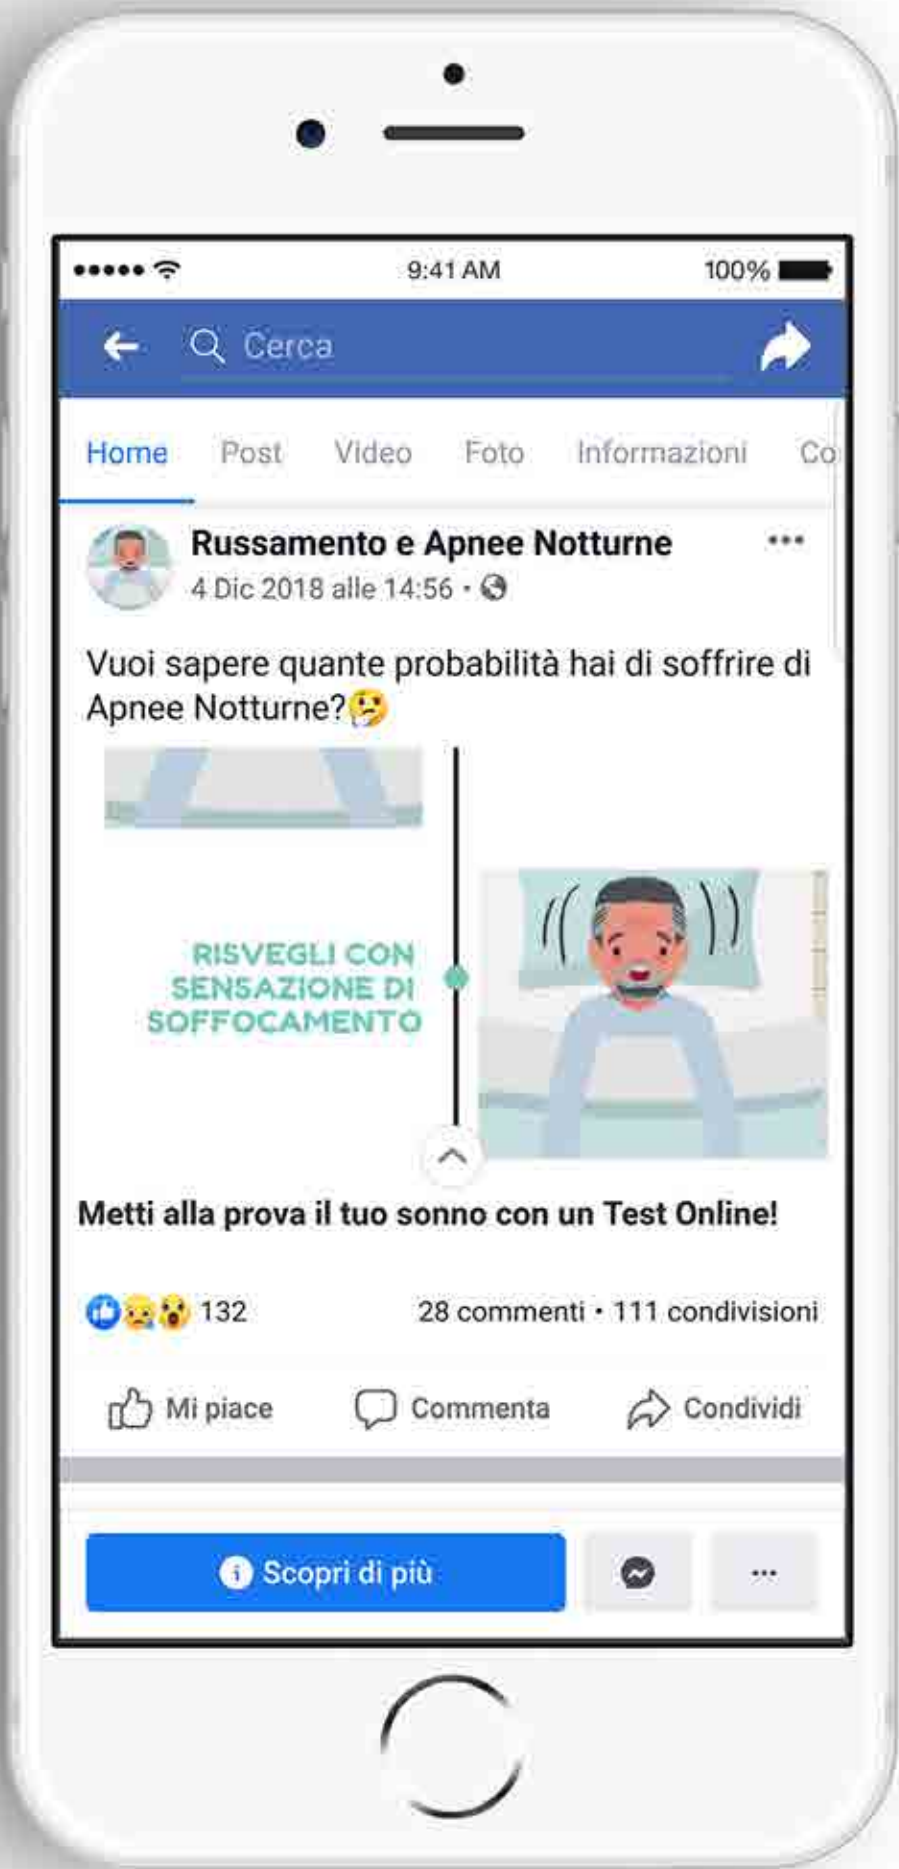 9:41 AM 100%
Cerca
Home Post Video Foto Informazioni Co
Russamento e Apnee Notturne
4 Dic 2018 alle 14:56 •
Vuoi sapere quante probabilità hai di soffrire di
Apnee Notturne?🤔
RISVEGLI CON
SENSAZIONE DI
SOFFOCAMENTO
Metti alla prova il tuo sonno con un Test Online!
132 28 commenti • 111 condivisioni
Mi piace Commenta Condividi
Scopri di più